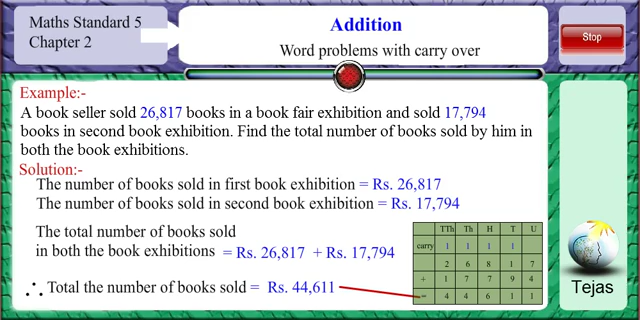 Maths Standard 5
Chapter 2
Addition
Word problems with carry over
Stop
Example:-
A book seller sold 26,817 books in a book fair exhibition and sold 17,794
books in second book exhibition. Find the total number of books sold by him in
both the book exhibitions.
Solution:-
The number of books sold in first book exhibition = Rs. 26,817
The number of books sold in second book exhibition = Rs. 17,794
The total number of books sold
in both the book exhibitions = Rs. 26,817 + Rs. 17,794
∴ Total the number of books sold = Rs. 44,611
TTh Th H T U
carry 1 1 1 1
2 6 8 1 7
+ 1 7 7 9 4
= 4 4 6 1 1
Tejas